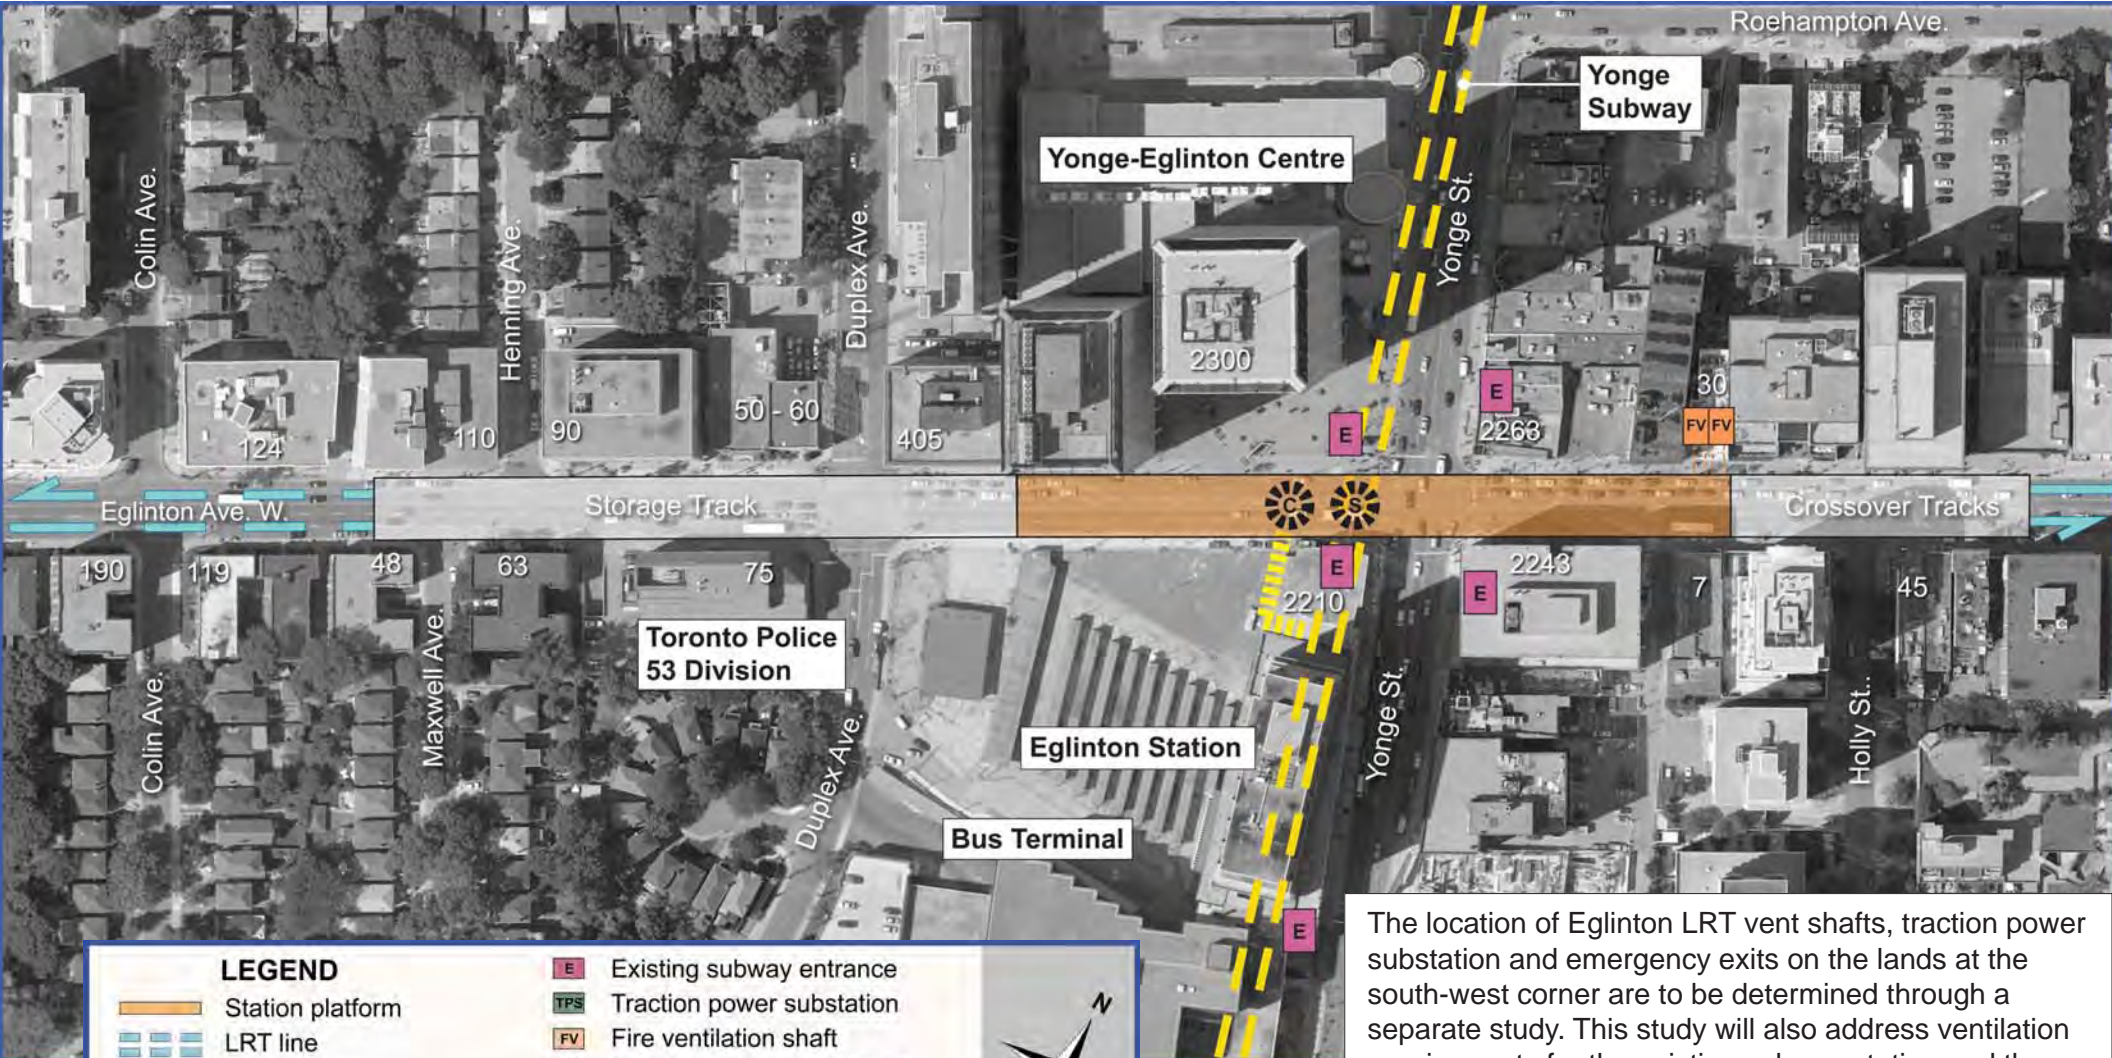 Roehampton Ave.
Yonge
Subway
Yonge-Eglinton Centre
Colin Ave.
Henning Ave.
Duplex Ave.
Yonge St.
2300
E
30
FV FV
E
2263
124
110
90
50 - 60
405
Eglinton Ave. W.
Storage Track
C
S
Crossover Tracks
190
119
48
63
75
E
2210
E
2243
7
45
Toronto Police
53 Division
Colin Ave.
Maxwell Ave.
Duplex Ave.
Eglinton Station
Yonge St.
Holly St..
Bus Terminal
E
LEGEND
Station platform
LRT line
E Existing subway entrance
TPS Traction power substation
FV Fire ventilation shaft
N
The location of Eglinton LRT vent shafts, traction power
substation and emergency exits on the lands at the
south-west corner are to be determined through a
separate study. This study will also address ventilation